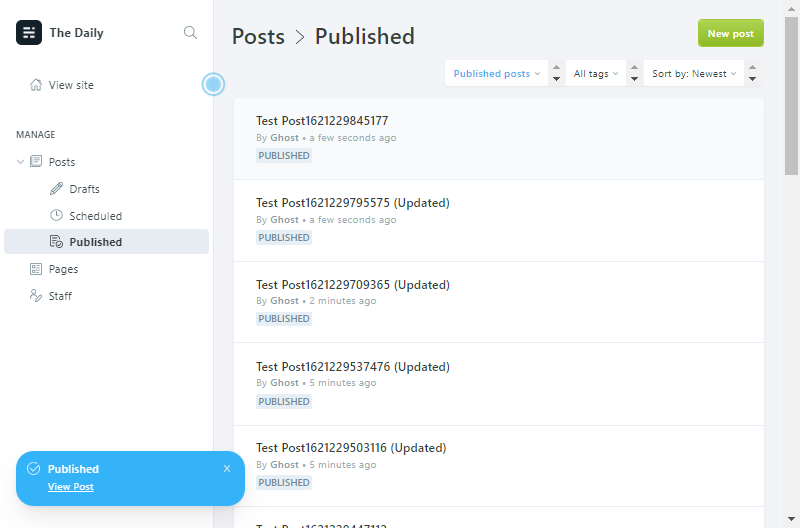 The Daily
View site
MANAGE
Posts
Drafts
Scheduled
Published
Pages
Staff
Posts > Published
New post
Published posts
All tags
Sort by: Newest
Test Post1621229845177
By Ghost • a few seconds ago
PUBLISHED
Test Post1621229795575 (Updated)
By Ghost • a few seconds ago
PUBLISHED
Test Post1621229709365 (Updated)
By Ghost • 2 minutes ago
PUBLISHED
Test Post1621229537476 (Updated)
By Ghost • 5 minutes ago
PUBLISHED
Test Post1621229503116 (Updated)
By Ghost • 5 minutes ago
PUBLISHED
Published
View Post